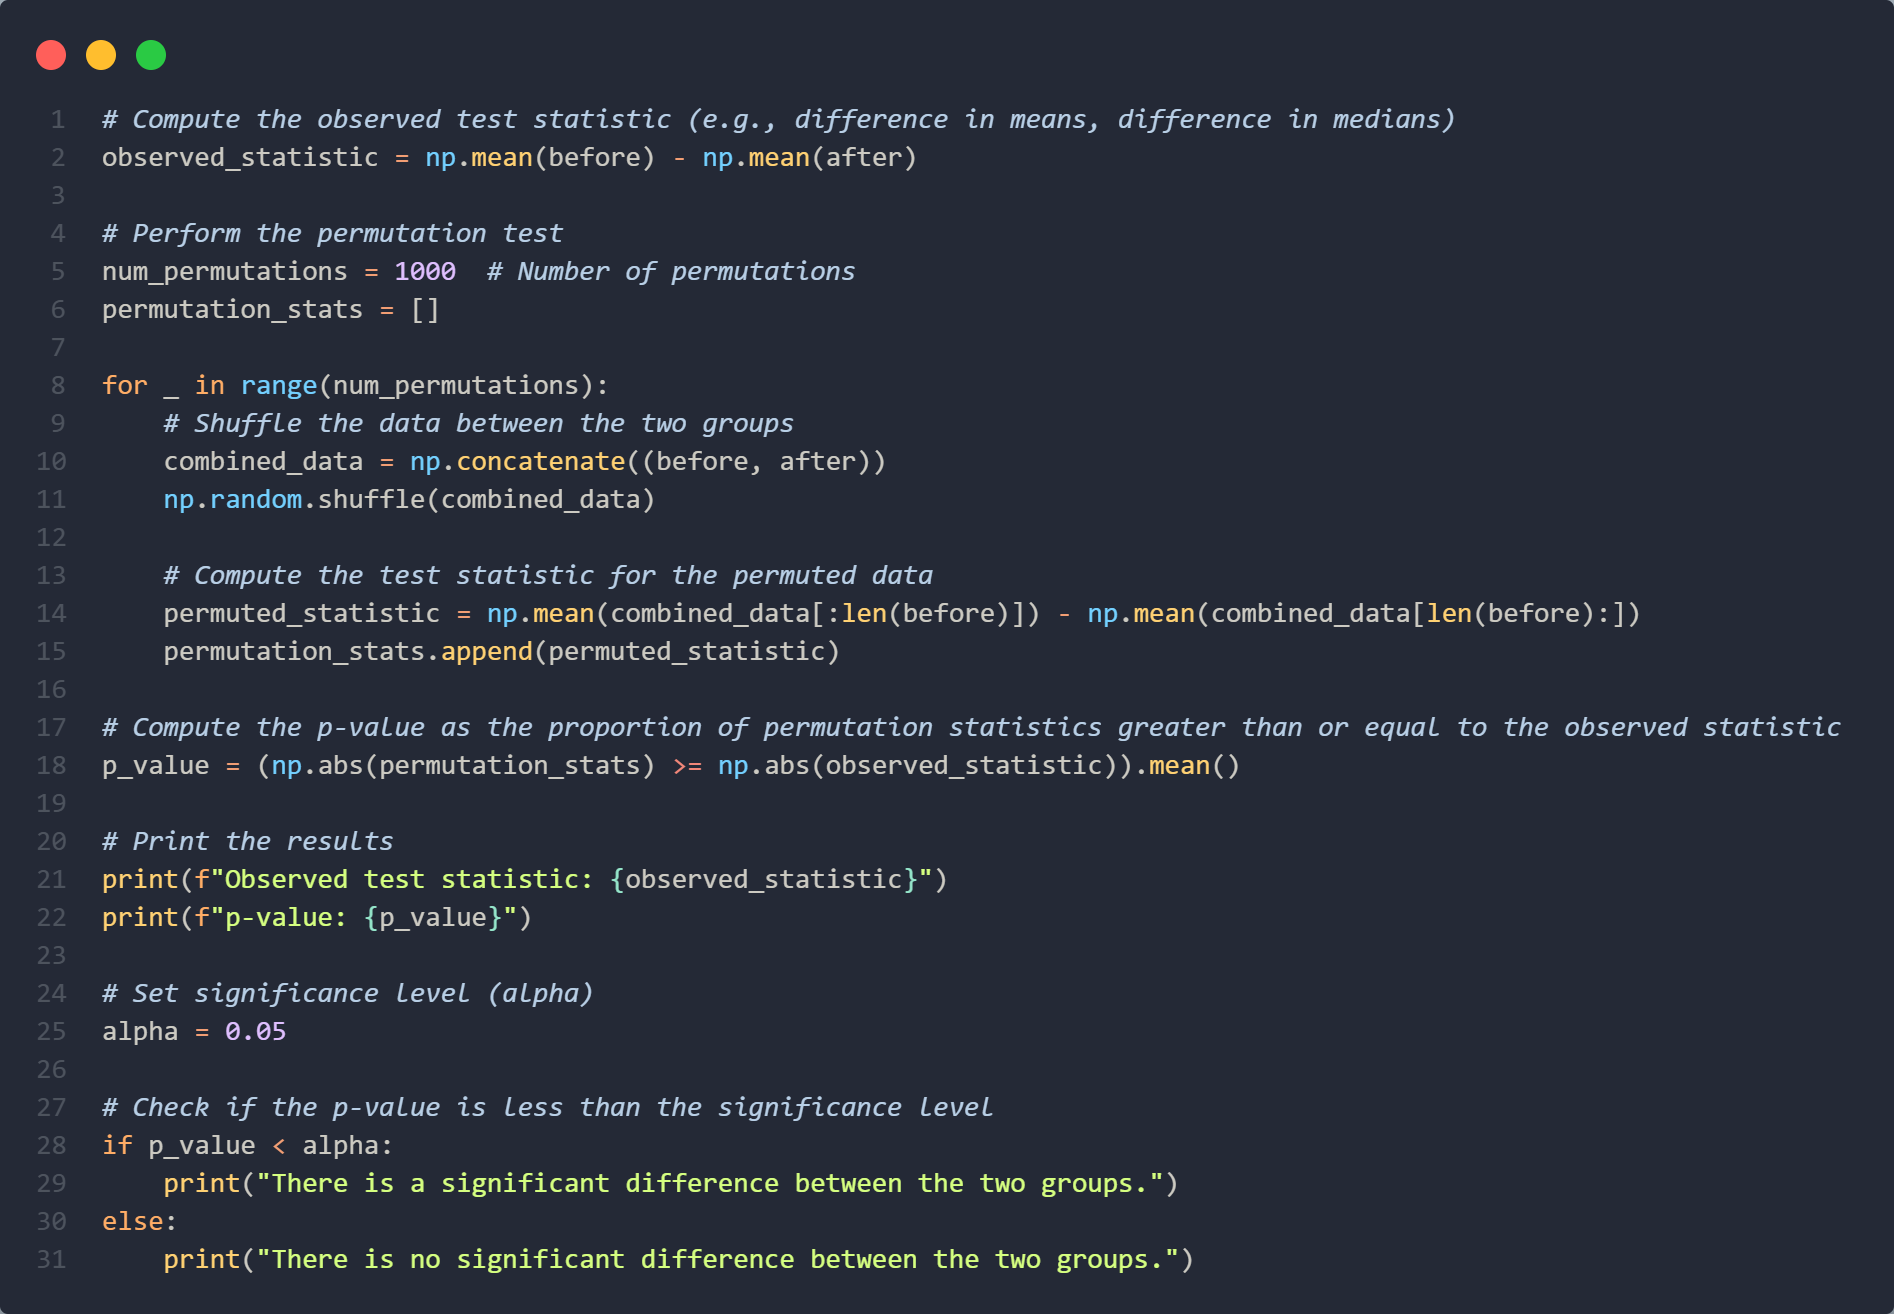 1 # Compute the observed test statistic (e.g., difference in means, difference in medians)
2 observed_statistic = np.mean(before) - np.mean(after)
3
4 # Perform the permutation test
5 num_permutations = 1000  # Number of permutations
6 permutation_stats = []
7
8 for _ in range(num_permutations):
9     # Shuffle the data between the two groups
10     combined_data = np.concatenate((before, after))
11     np.random.shuffle(combined_data)
12
13     # Compute the test statistic for the permuted data
14     permuted_statistic = np.mean(combined_data[:len(before)]) - np.mean(combined_data[len(before):])
15     permutation_stats.append(permuted_statistic)
16
17 # Compute the p-value as the proportion of permutation statistics greater than or equal to the observed statistic
18 p_value = (np.abs(permutation_stats) >= np.abs(observed_statistic)).mean()
19
20 # Print the results
21 print(f"Observed test statistic: {observed_statistic}")
22 print(f"p-value: {p_value}")
23
24 # Set significance level (alpha)
25 alpha = 0.05
26
27 # Check if the p-value is less than the significance level
28 if p_value < alpha:
29     print("There is a significant difference between the two groups.")
30 else:
31     print("There is no significant difference between the two groups.")